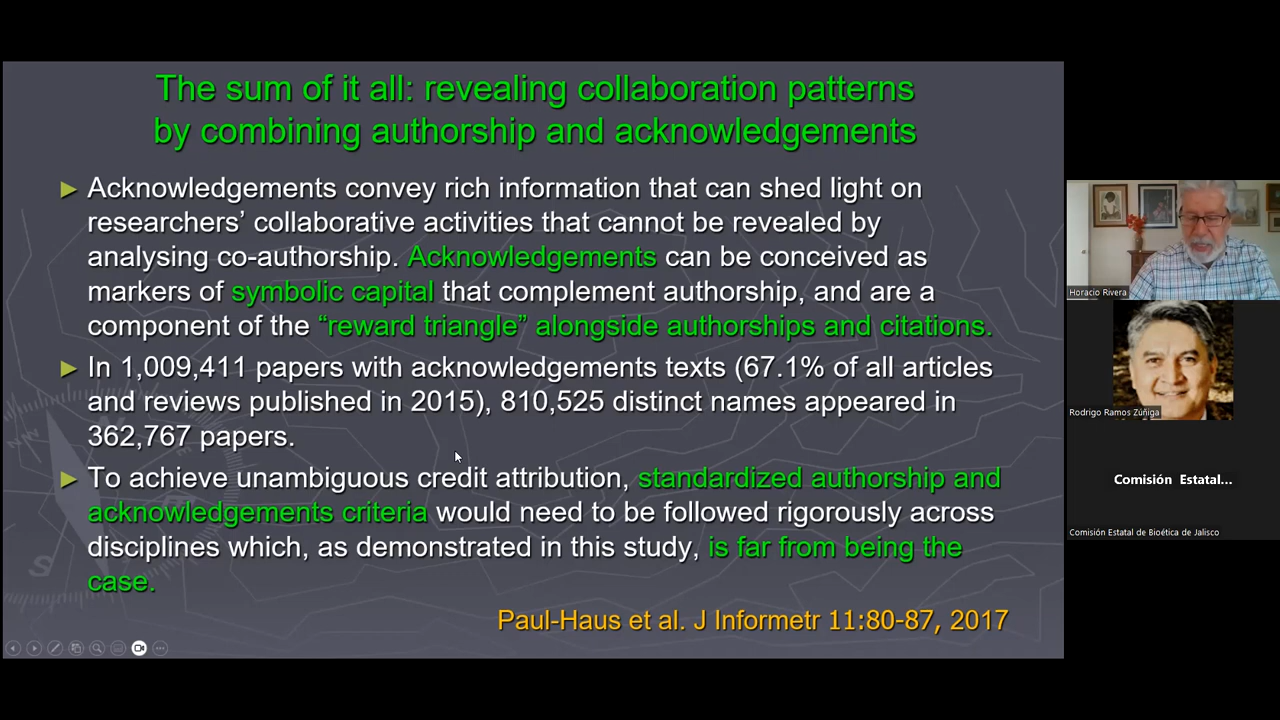 The sum of it all: revealing collaboration patterns
by combining authorship and acknowledgements
Acknowledgements convey rich information that can shed light on
researchers’ collaborative activities that cannot be revealed by
analysing co-authorship. Acknowledgements can be conceived as
markers of symbolic capital that complement authorship, and are a
component of the “reward triangle” alongside authorships and citations.
In 1,009,411 papers with acknowledgements texts (67.1% of all articles
and reviews published in 2015), 810,525 distinct names appeared in
362,767 papers.
To achieve unambiguous credit attribution, standardized authorship and
acknowledgements criteria would need to be followed rigorously across
disciplines which, as demonstrated in this study, is far from being the
case.
Paul-Haus et al. J Informetr 11:80-87, 2017
Horacio Rivera
Rodrigo Ramos Zúñiga
Comisión Estatal...
Comisión Estatal de Bioética de Jalisco